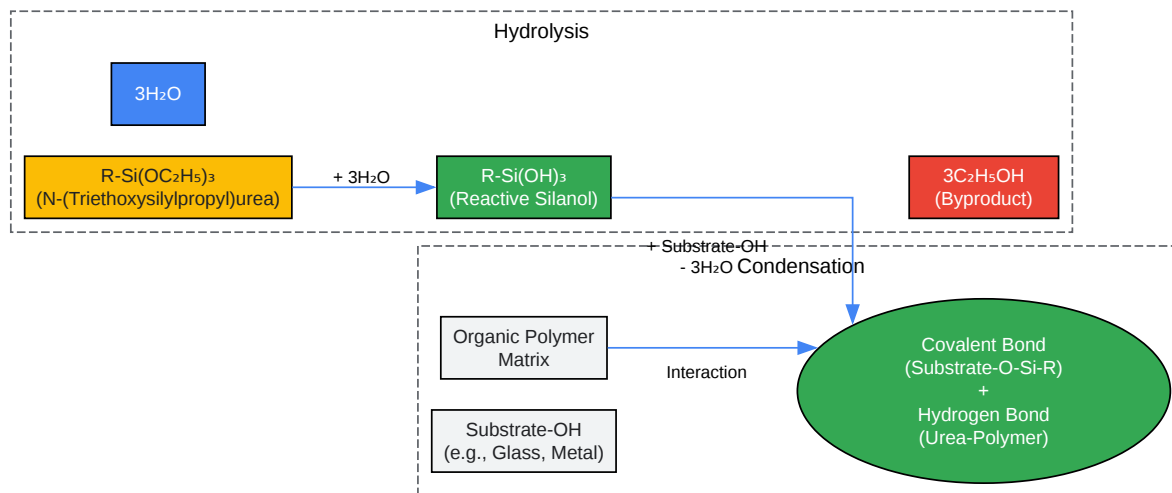 Hydrolysis
3H₂O
R-Si(OC₂H₅)₃
(N-(Triethoxysilylpropyl)urea)
+ 3H₂O
R-Si(OH)₃
(Reactive Silanol)
3C₂H₅OH
(Byproduct)
+ Substrate-OH
- 3H₂O
Condensation
Organic Polymer
Matrix
Interaction
Substrate-OH
(e.g., Glass, Metal)
Covalent Bond
(Substrate-O-Si-R)
+
Hydrogen Bond
(Urea-Polymer)